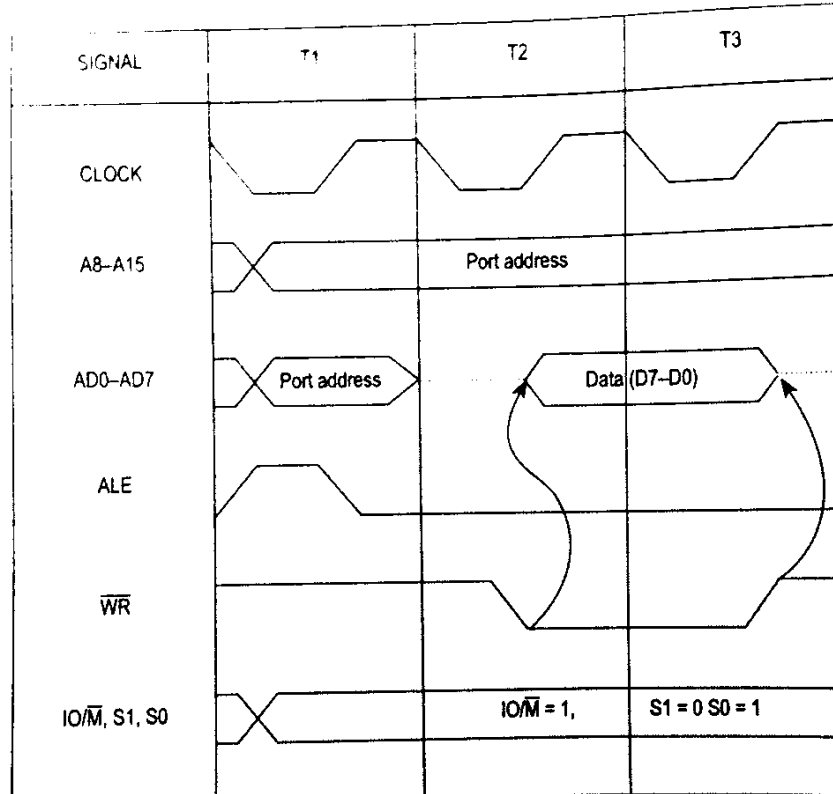 SIGNAL T1 T2 T3
CLOCK
A8–A15 Port address
AD0–AD7 Port address Data (D7–D0)
ALE
W̅R̅
IO/M̅, S1, S0 IO/M̅ = 1, S1 = 0 S0 = 1